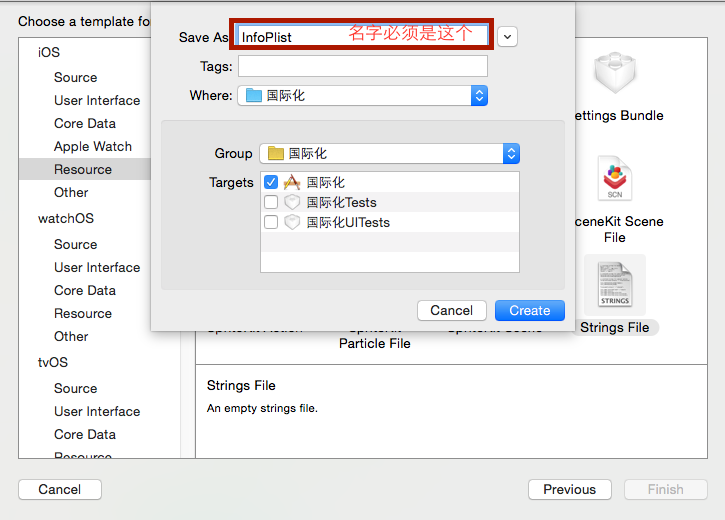 Choose a template fo
iOS
Source
User Interface
Core Data
Apple Watch
Resource
Other
watchOS
Source
User Interface
Core Data
Resource
Other
tvOS
Source
User Interface
Core Data
Save As
InfoPlist
名字必须是这个
Tags:
Where:
国际化
Group
国际化
Targets
国际化
国际化Tests
国际化UITests
Cancel
Create
ettings Bundle
SCN
ceneKit Scene
File
STRINGS
Strings File
Particle File
Strings File
An empty strings file.
Cancel
Previous
Finish